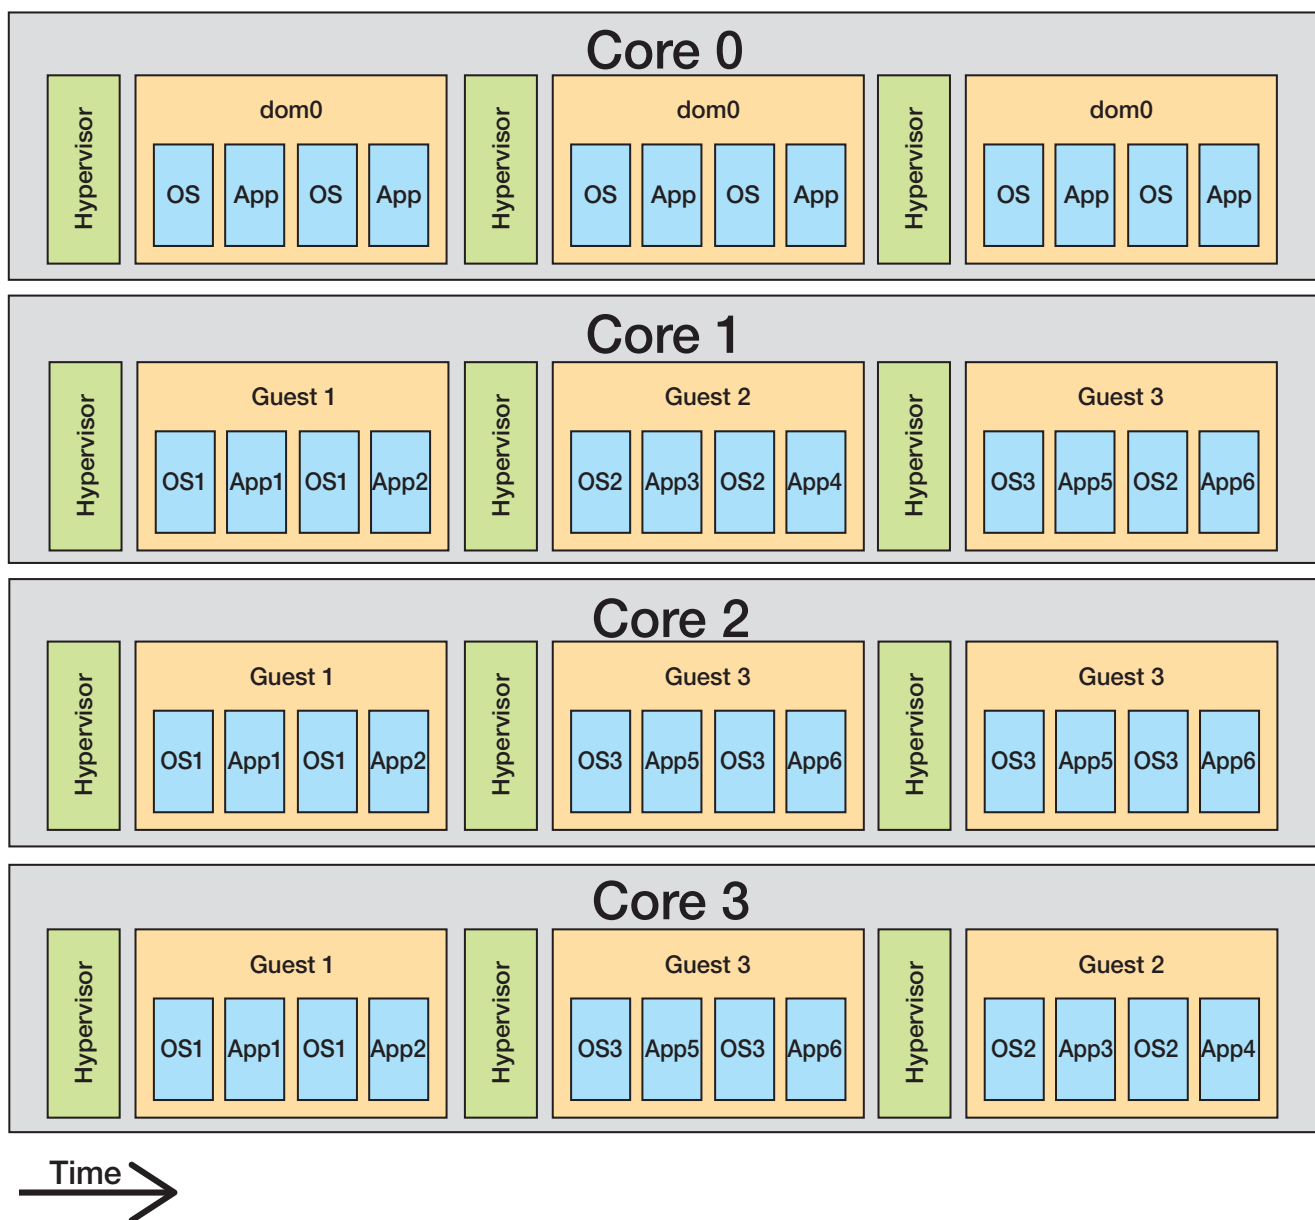 Core 0
Hypervisor
dom0
OS App OS App
Hypervisor
dom0
OS App OS App
Hypervisor
dom0
OS App OS App
Core 1
Hypervisor
Guest 1
OS1 App1 OS1 App2
Hypervisor
Guest 2
OS2 App3 OS2 App4
Hypervisor
Guest 3
OS3 App5 OS2 App6
Core 2
Hypervisor
Guest 1
OS1 App1 OS1 App2
Hypervisor
Guest 3
OS3 App5 OS3 App6
Hypervisor
Guest 3
OS3 App5 OS3 App6
Core 3
Hypervisor
Guest 1
OS1 App1 OS1 App2
Hypervisor
Guest 3
OS3 App5 OS3 App6
Hypervisor
Guest 2
OS2 App3 OS2 App4
Time